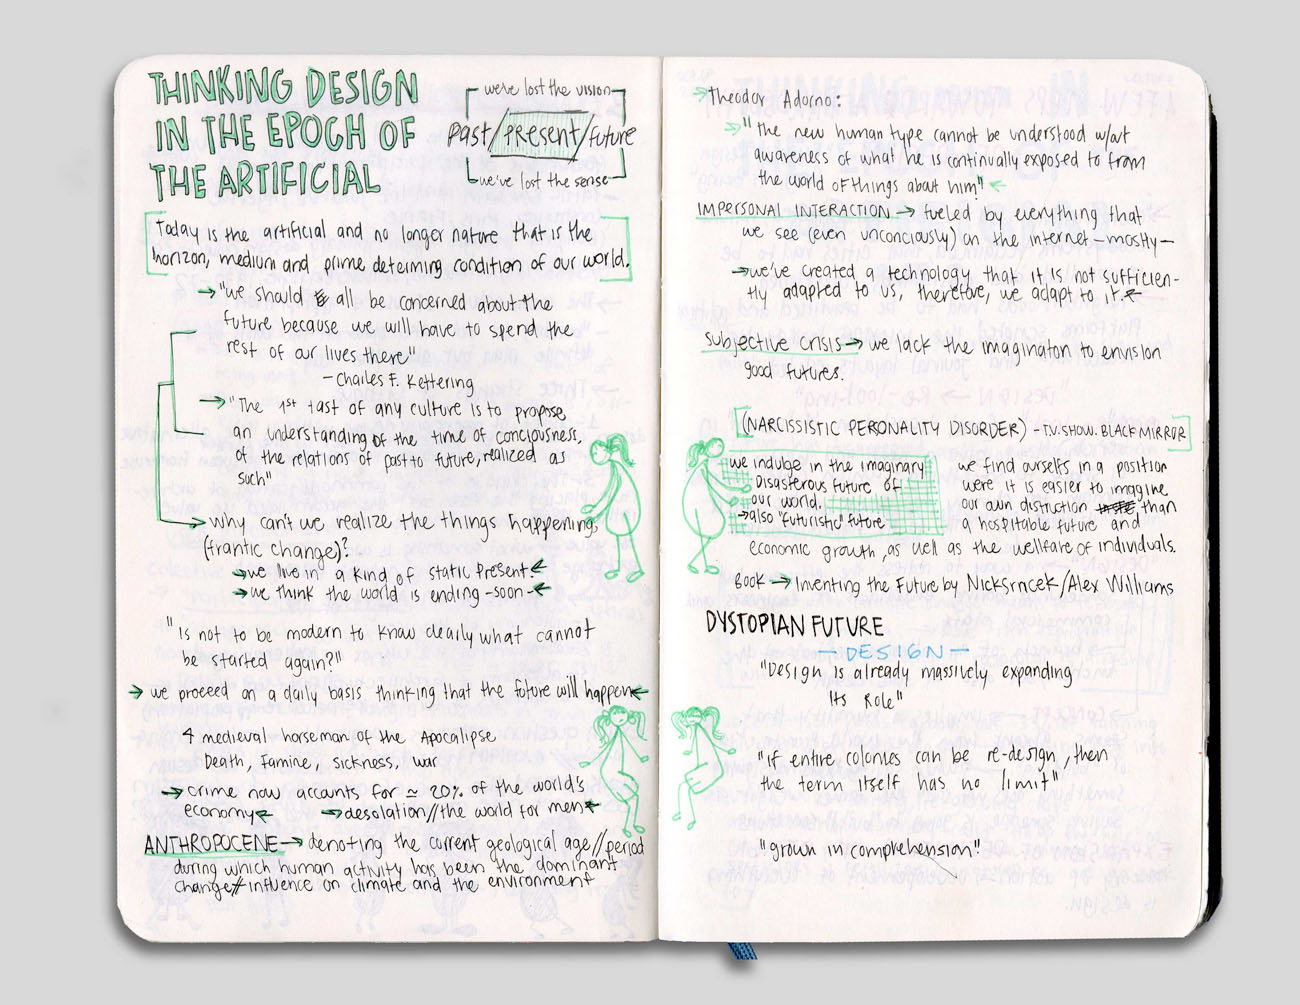 THINKING DESIGN
IN THE EPOCH OF
THE ARTIFICIAL
we've lost the vision
past/present/future
we've lost the sense
Today is the artificial and no longer nature that is the
horizon, medium and prime determing condition of our world.
→ "we should all be concerned about the
future because we will have to spend the
rest of our lives there"
- Charles F. Kettering
→ "The 1st tast of any culture is to propose
an understanding of the time of conciousness,
of the relations of past to future, realized as
such"
→ why can't we realize the things happening,
(frantic change)?
→ we live in a kind of static present. ←
→ we think the world is ending -soon- ←
"is not to be modern to know clearly what cannot
be started again?"
→ we proceed on a daily basis thinking that the future will happen ←
4 medieval horseman of the Apocalipse
Death, Famine, sickness, war
→ crime now accounts for ≃ 20% of the world's
economy ← → desolation//the world for men ←
ANTHROPOCENE → denoting the current geological age//period
during which human activity has been the dominant
change// influence on climate and the environment
→ Theodor Adorno:
→ "the new human type cannot be understood w/out
awareness of what he is continually exposed to from
the world of things about him" ←
IMPERSONAL INTERACTION → fueled by everything that
we see (even unconciously) on the internet -mostly-
→ we've created a technology that it is not sufficien-
tly adapted to us, therefore, we adapt to it. ←
subjective crisis → we lack the imaginaton to envision
good futures.
(NARCISSISTIC PERSONALITY DISORDER) - TV. SHOW. BLACK MIRROR
we indulge in the imaginary
Disasterous future of
our world.
→ also "futuristic" future
we find ourselfs in a position
were it is easier to imagine
our own distruction than
a hospitable future and
economic growth, as well as the wellfare of individuals.
Book → Inventing the Future by Nick Srnicek/Alex Williams
DYSTOPIAN FUTURE
- DESIGN -
"Design is already massively expanding
its role"
"if entire colonies can be re-design, then
the term itself has no limit"
"grown in comprehension"